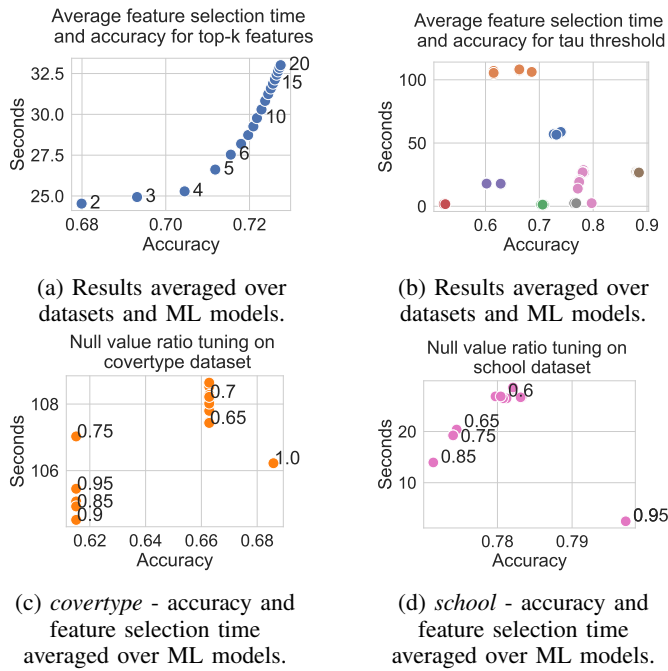 Average feature selection time
and accuracy for top-k features
Seconds
32.5
30.0
27.5
25.0
20
15
10
6
5
4
3
2
0.68
0.70
0.72
Accuracy
(a) Results averaged over
datasets and ML models.
Average feature selection time
and accuracy for tau threshold
Seconds
100
50
0
0.6
0.7
0.8
0.9
Accuracy
(b) Results averaged over
datasets and ML models.
Null value ratio tuning on
covertype dataset
Seconds
108
106
0.7
0.65
0.75
1.0
0.95
0.85
0.9
0.62
0.64
0.66
0.68
Accuracy
(c) covertype - accuracy and
feature selection time
averaged over ML models.
Null value ratio tuning on
school dataset
Seconds
20
10
0.6
0.65
0.75
0.85
0.95
0.78
0.79
Accuracy
(d) school - accuracy and
feature selection time
averaged over ML models.